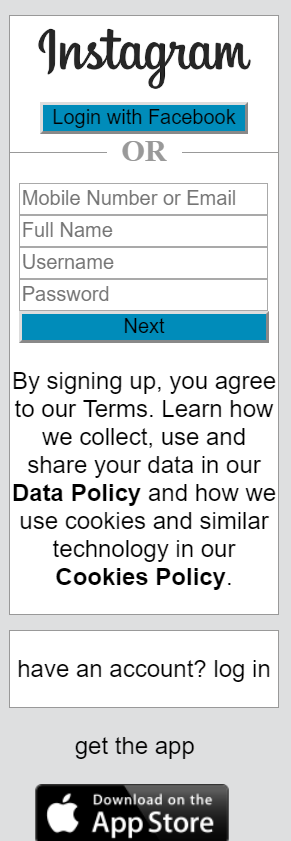 Instagram
Login with Facebook
OR
Mobile Number or Email
Full Name
Username
Password
Next
By signing up, you agree
to our Terms. Learn how
we collect, use and
share your data in our
Data Policy and how we
use cookies and similar
technology in our
Cookies Policy.
have an account? log in
get the app
Download on the
App Store